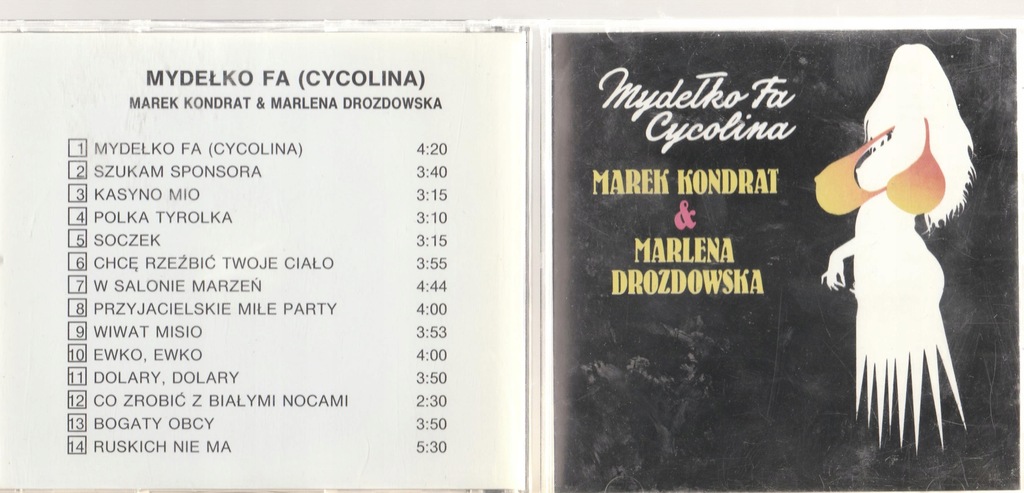 MYDEŁKO FA (CYCOLINA)
MAREK KONDRAT & MARLENA DROZDOWSKA
1 MYDEŁKO FA (CYCOLINA) 4:20
2 SZUKAM SPONSORA 3:40
3 KASYNO MIO 3:15
4 POLKA TYROLKA 3:10
5 SOCZEK 3:15
6 CHCĘ RZEŹBIĆ TWOJE CIAŁO 3:55
7 W SALONIE MARZEŃ 4:44
8 PRZYJACIELSKIE MIŁE PARTY 4:00
9 WIWAT MISIO 3:53
10 EWKO, EWKO 4:00
11 DOLARY, DOLARY 3:50
12 CO ZROBIĆ Z BIAŁYMI NOCAMI 2:30
13 BOGATY OBCY 3:50
14 RUSKICH NIE MA 5:30
Mydełko Fa
Cycolina
MAREK KONDRAT
&
MARLENA
DROZDOWSKA